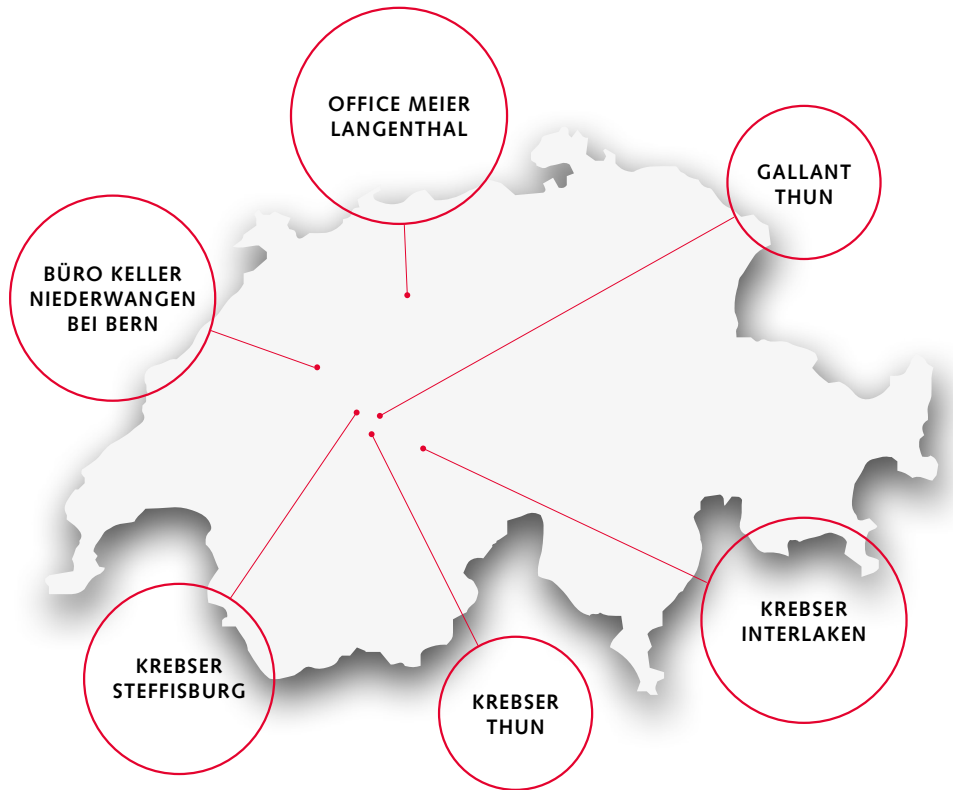 OFFICE MEIER
LANGENTHAL
GALLANT
THUN
BÜRO KELLER
NIEDERWANGEN
BEI BERN
KREBSER
INTERLAKEN
KREBSER
STEFFISBURG
KREBSER
THUN